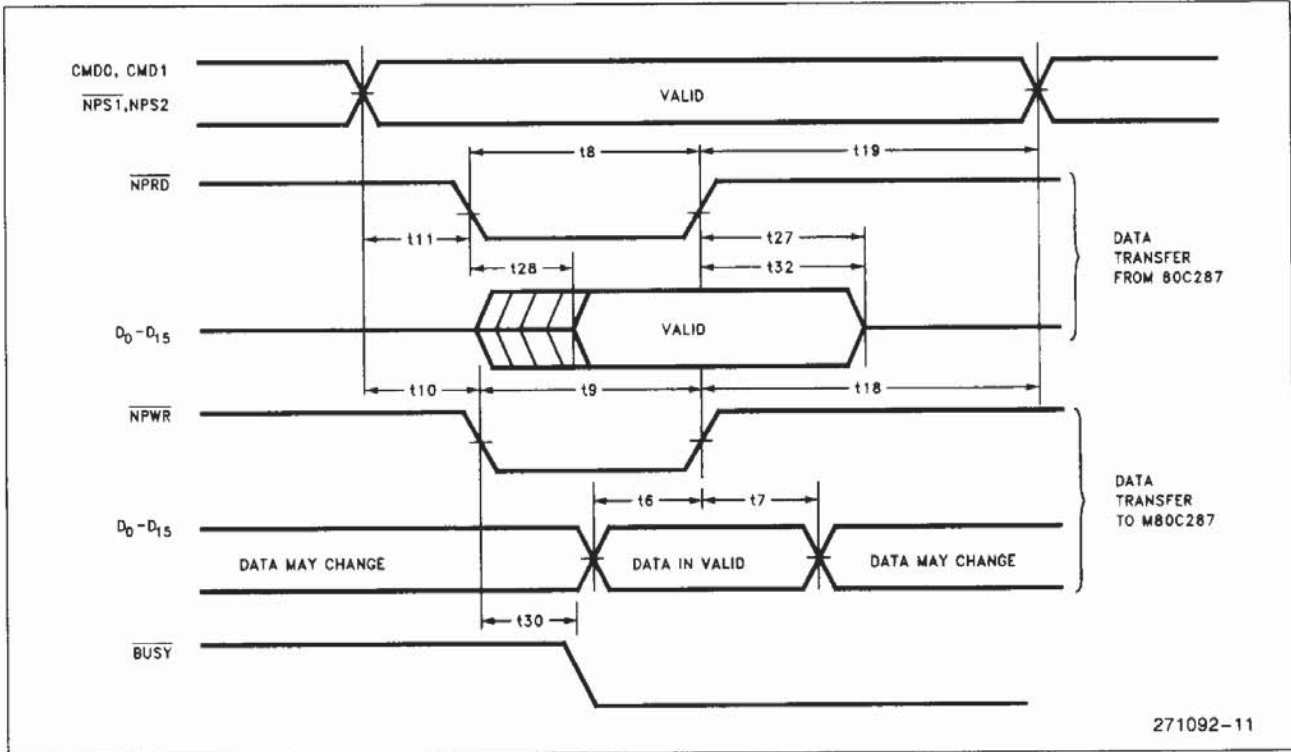 CMD0, CMD1
NPS1,NPS2
VALID
t8
t19
NPRD
t11
t27
t28
t32
DATA
TRANSFER
FROM 80C287
D0-D15
VALID
t10
t9
t18
NPWR
t6
t7
DATA
TRANSFER
TO M80C287
D0-D15
DATA MAY CHANGE
DATA IN VALID
DATA MAY CHANGE
t30
BUSY
271092-11